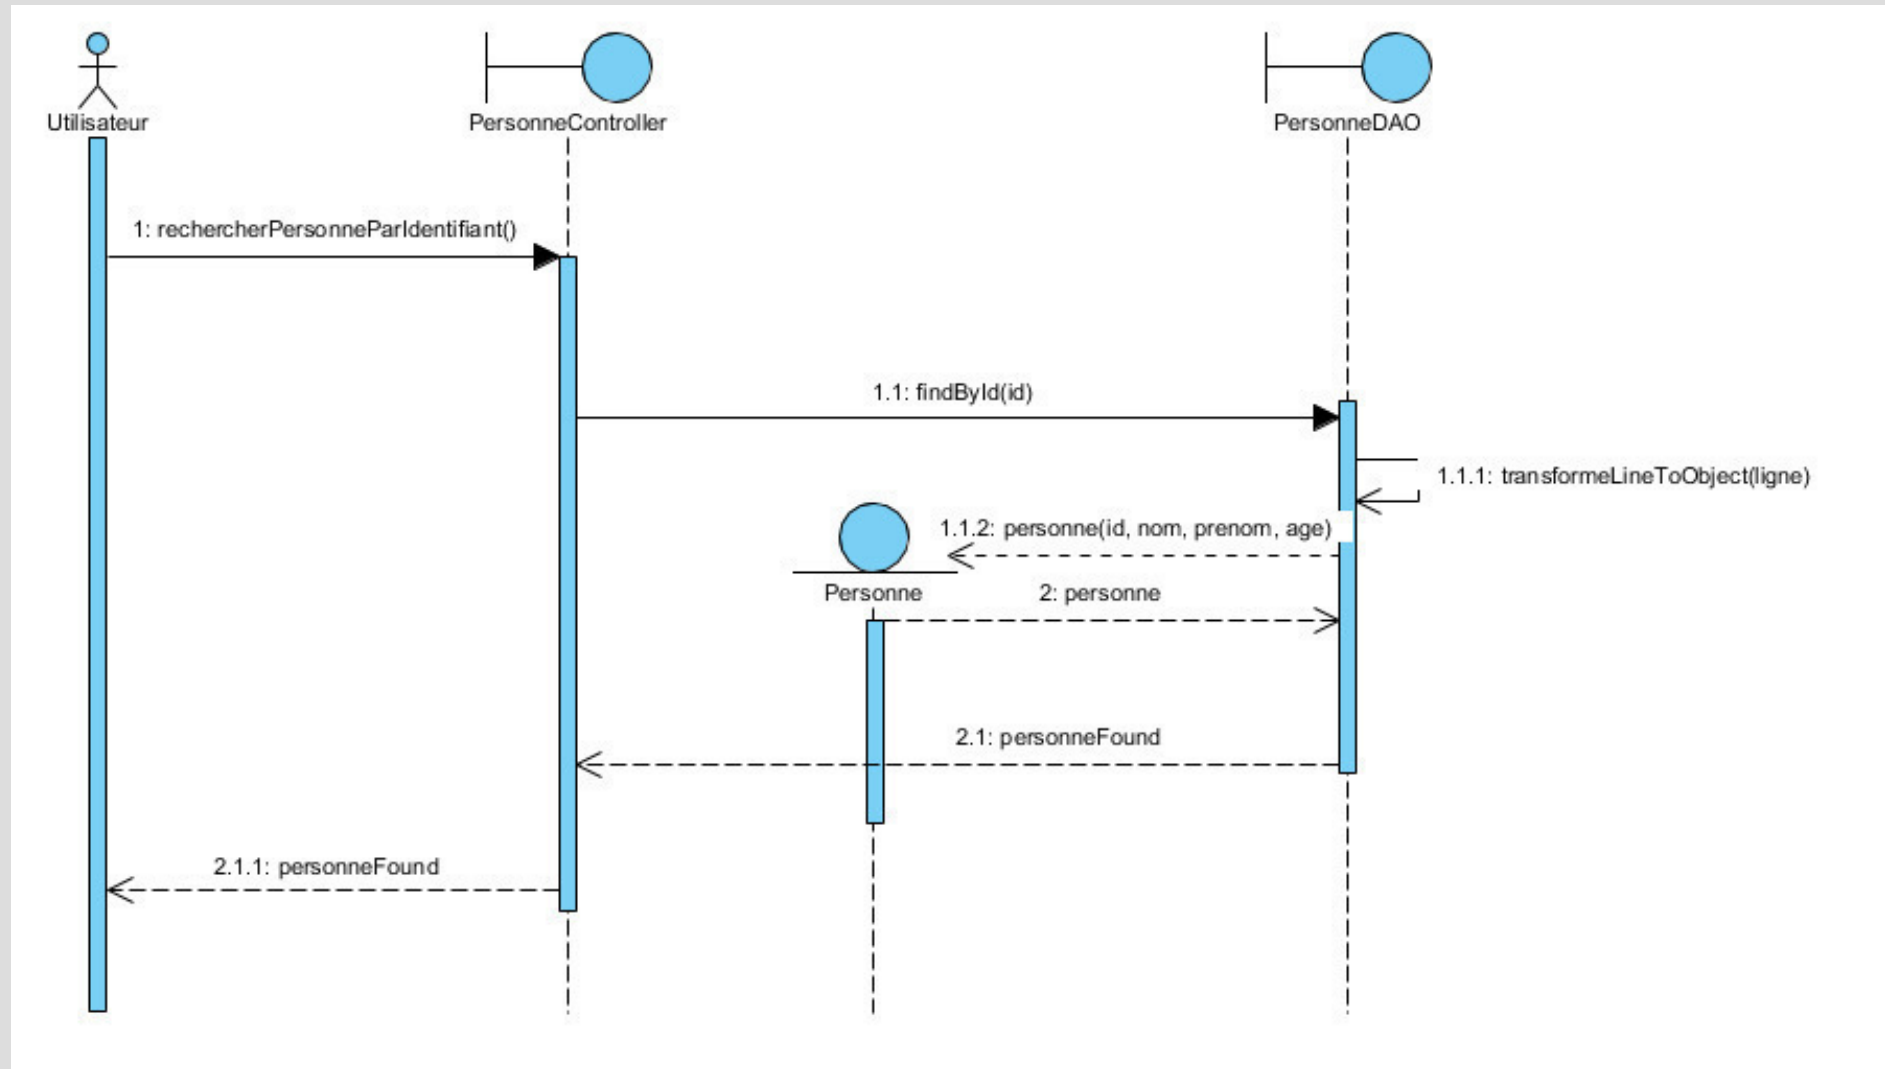 Utilisateur
PersonneController
PersonneDAO
1: rechercherPersonneParIdentifiant()
1.1: findById(id)
1.1.1: transformeLineToObject(ligne)
1.1.2: personne(id, nom, prenom, age)
Personne
2: personne
2.1: personneFound
2.1.1: personneFound